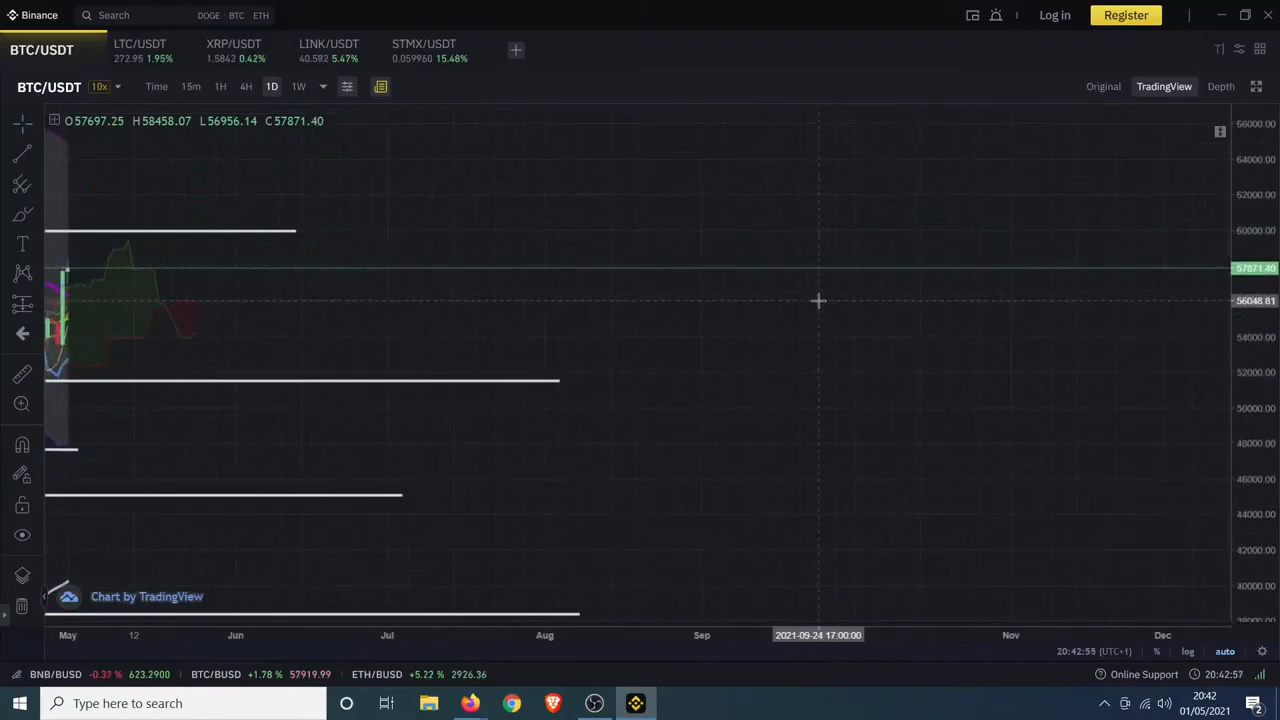 Binance
Search DOGE · BTC ETH
Log in Register
BTC/USDT
LTC/USDT 272.95 1.95%
XRP/USDT 1.5842 0.42%
LINK/USDT 40.592 5.47%
STMX/USDT 0.059960 15.48%
BTC/USDT 10x Time 15m 1H 4H 1D 1W Original TradingView Depth
O57697.25 H58458.07 L56956.14 C57871.40
64000.00
62000.00
60000.00
57871.40
56048.81
54000.00
52000.00
50000.00
48000.00
46000.00
44000.00
42000.00
40000.00
Chart by TradingView
May 12 Jun Jul Aug Sep 2021-09-24 17:00:00 Nov Dec
20:42:55 (UTC+1) % log auto
BNB/BUSD -0.37% 623.2900 BTC/BUSD +1.78 % 57919.99 ETH/BUSD +5.22 % 2926.36 Online Support 20:42:57
Type here to search
20:42
01/05/2021
2